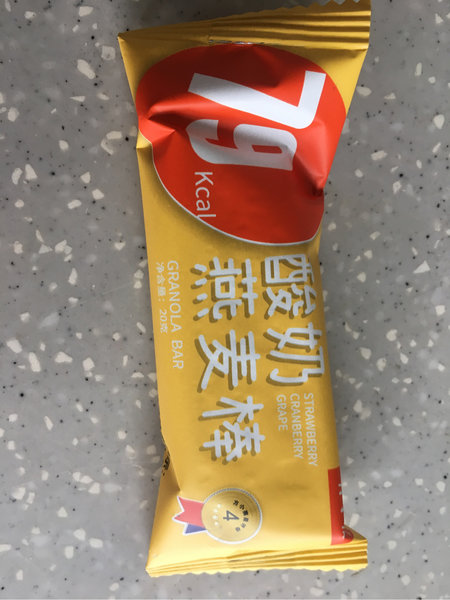 79
Kcal
酸奶
燕麦棒
STRAWBERRY
CRANBERRY
GRAPE
GRANOLA BAR
净含量：20克
4